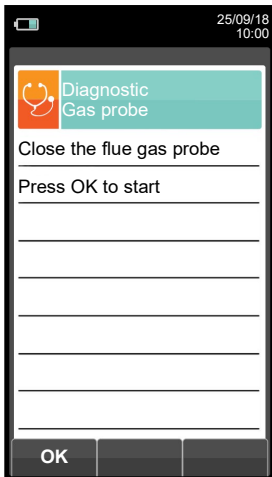 25/09/18
10:00
Diagnostic
Gas probe
Close the flue gas probe
Press OK to start
OK